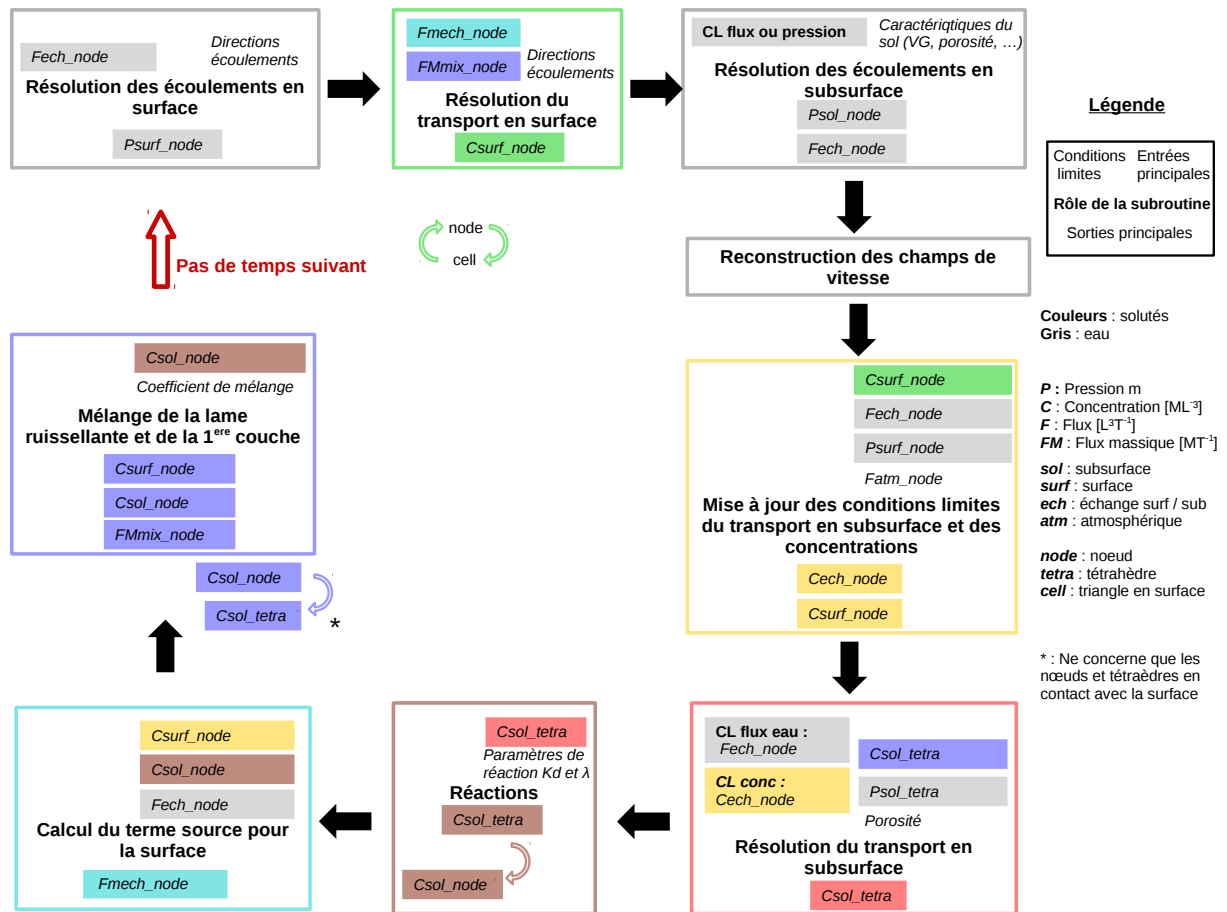 Fech_node
Directions
écoulements
Résolution des écoulements en
surface
Psurf_node
Fmech_node
FMmix_node
Directions
écoulements
Résolution du
transport en surface
Csurf_node
CL flux ou pression
Caractériqtiques du
sol (VG, porosité, ...)
Résolution des écoulements en
subsurface
Psol_node
Fech_node
Légende
Conditions
limites
Entrées
principales
Rôle de la subroutine
Sorties principales
Pas de temps suivant
node
cell
Reconstruction des champs de
vitesse
Couleurs : solutés
Gris : eau
P : Pression m
C : Concentration [ML⁻³]
F : Flux [L³T⁻¹]
FM : Flux massique [MT⁻¹]
sol : subsurface
surf : surface
ech : échange surf / sub
atm : atmosphérique
node : noeud
tetra : tétrahèdre
cell : triangle en surface
* : Ne concerne que les
nœuds et tétraèdres en
contact avec la surface
Csurf_node
Fech_node
Psurf_node
Fatm_node
Mise à jour des conditions limites
du transport en subsurface et des
concentrations
Cech_node
Csurf_node
Csol_node
Coefficient de mélange
Mélange de la lame
ruissellante et de la 1ere couche
Csurf_node
Csol_node
FMmix_node
Csol_node
Csol_tetra
*
Csurf_node
Csol_node
Fech_node
Calcul du terme source pour
la surface
Fmech_node
Csol_tetra
Paramètres de
réaction Kd et λ
Réactions
Csol_tetra
Csol_node
CL flux eau :
Fech_node
CL conc :
Cech_node
Csol_tetra
Psol_tetra
Porosité
Résolution du transport en
subsurface
Csol_tetra